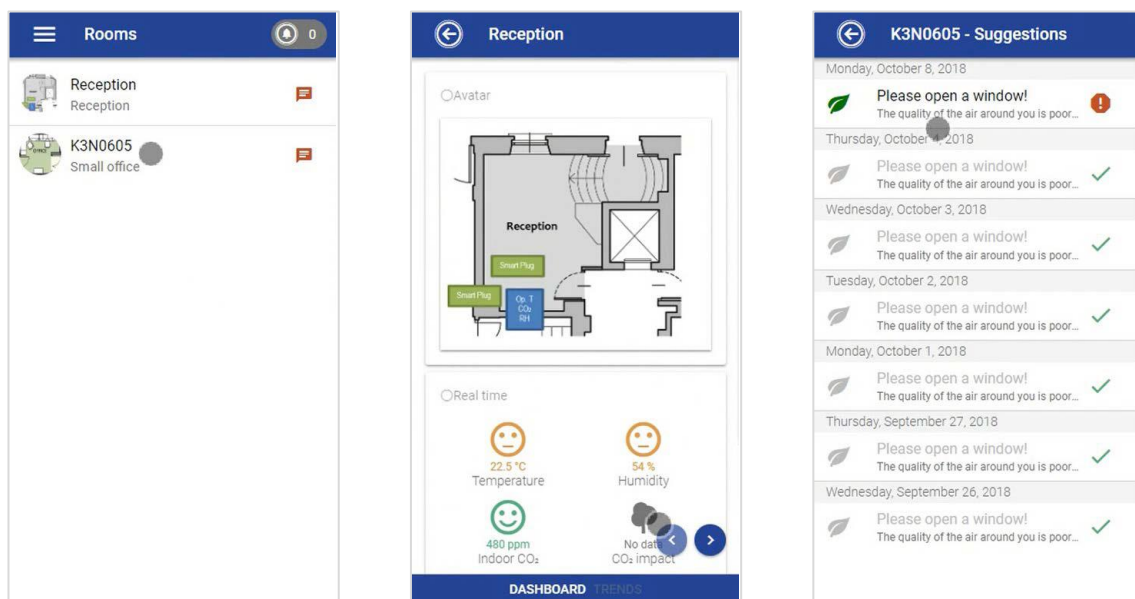 Rooms
0
Reception
Reception
K3N0605
Small office
Reception
Avatar
Reception
Smart Plug
Smart Plug
Op. T
CO₂
RH
Real time
22.5 °C
Temperature
54 %
Humidity
480 ppm
Indoor CO₂
No data
CO₂ impact
DASHBOARD TRENDS
K3N0605 - Suggestions
Monday, October 8, 2018
Please open a window!
The quality of the air around you is poor...
Thursday, October 4, 2018
Please open a window!
The quality of the air around you is poor...
Wednesday, October 3, 2018
Please open a window!
The quality of the air around you is poor...
Tuesday, October 2, 2018
Please open a window!
The quality of the air around you is poor...
Monday, October 1, 2018
Please open a window!
The quality of the air around you is poor...
Thursday, September 27, 2018
Please open a window!
The quality of the air around you is poor...
Wednesday, September 26, 2018
Please open a window!
The quality of the air around you is poor...